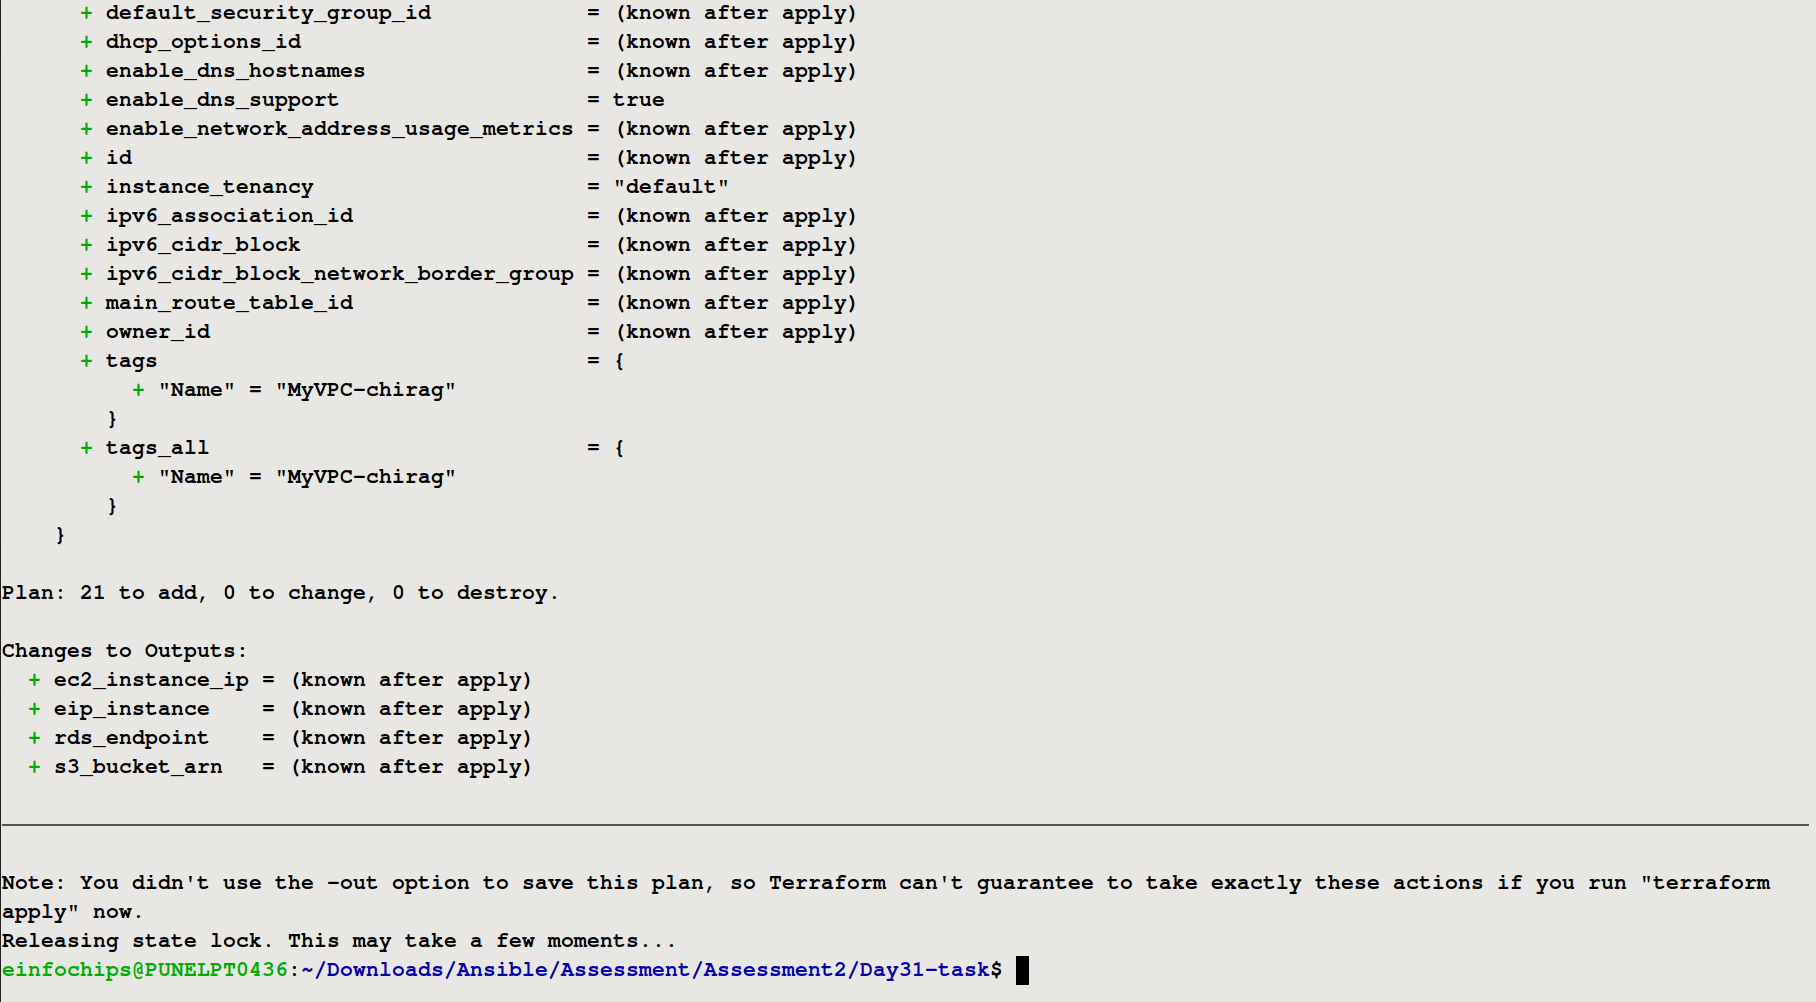 + default_security_group_id            = (known after apply)
+ dhcp_options_id                      = (known after apply)
+ enable_dns_hostnames                 = (known after apply)
+ enable_dns_support                   = true
+ enable_network_address_usage_metrics = (known after apply)
+ id                                   = (known after apply)
+ instance_tenancy                     = "default"
+ ipv6_association_id                  = (known after apply)
+ ipv6_cidr_block                      = (known after apply)
+ ipv6_cidr_block_network_border_group = (known after apply)
+ main_route_table_id                  = (known after apply)
+ owner_id                             = (known after apply)
+ tags                                 = {
+ "Name" = "MyVPC-chirag"
}
+ tags_all                             = {
+ "Name" = "MyVPC-chirag"
}
}
Plan: 21 to add, 0 to change, 0 to destroy.
Changes to Outputs:
+ ec2_instance_ip = (known after apply)
+ eip_instance    = (known after apply)
+ rds_endpoint    = (known after apply)
+ s3_bucket_arn   = (known after apply)
Note: You didn't use the -out option to save this plan, so Terraform can't guarantee to take exactly these actions if you run "terraform
apply" now.
Releasing state lock. This may take a few moments...
einfochips@PUNELPT0436:~/Downloads/Ansible/Assessment/Assessment2/Day31-task$